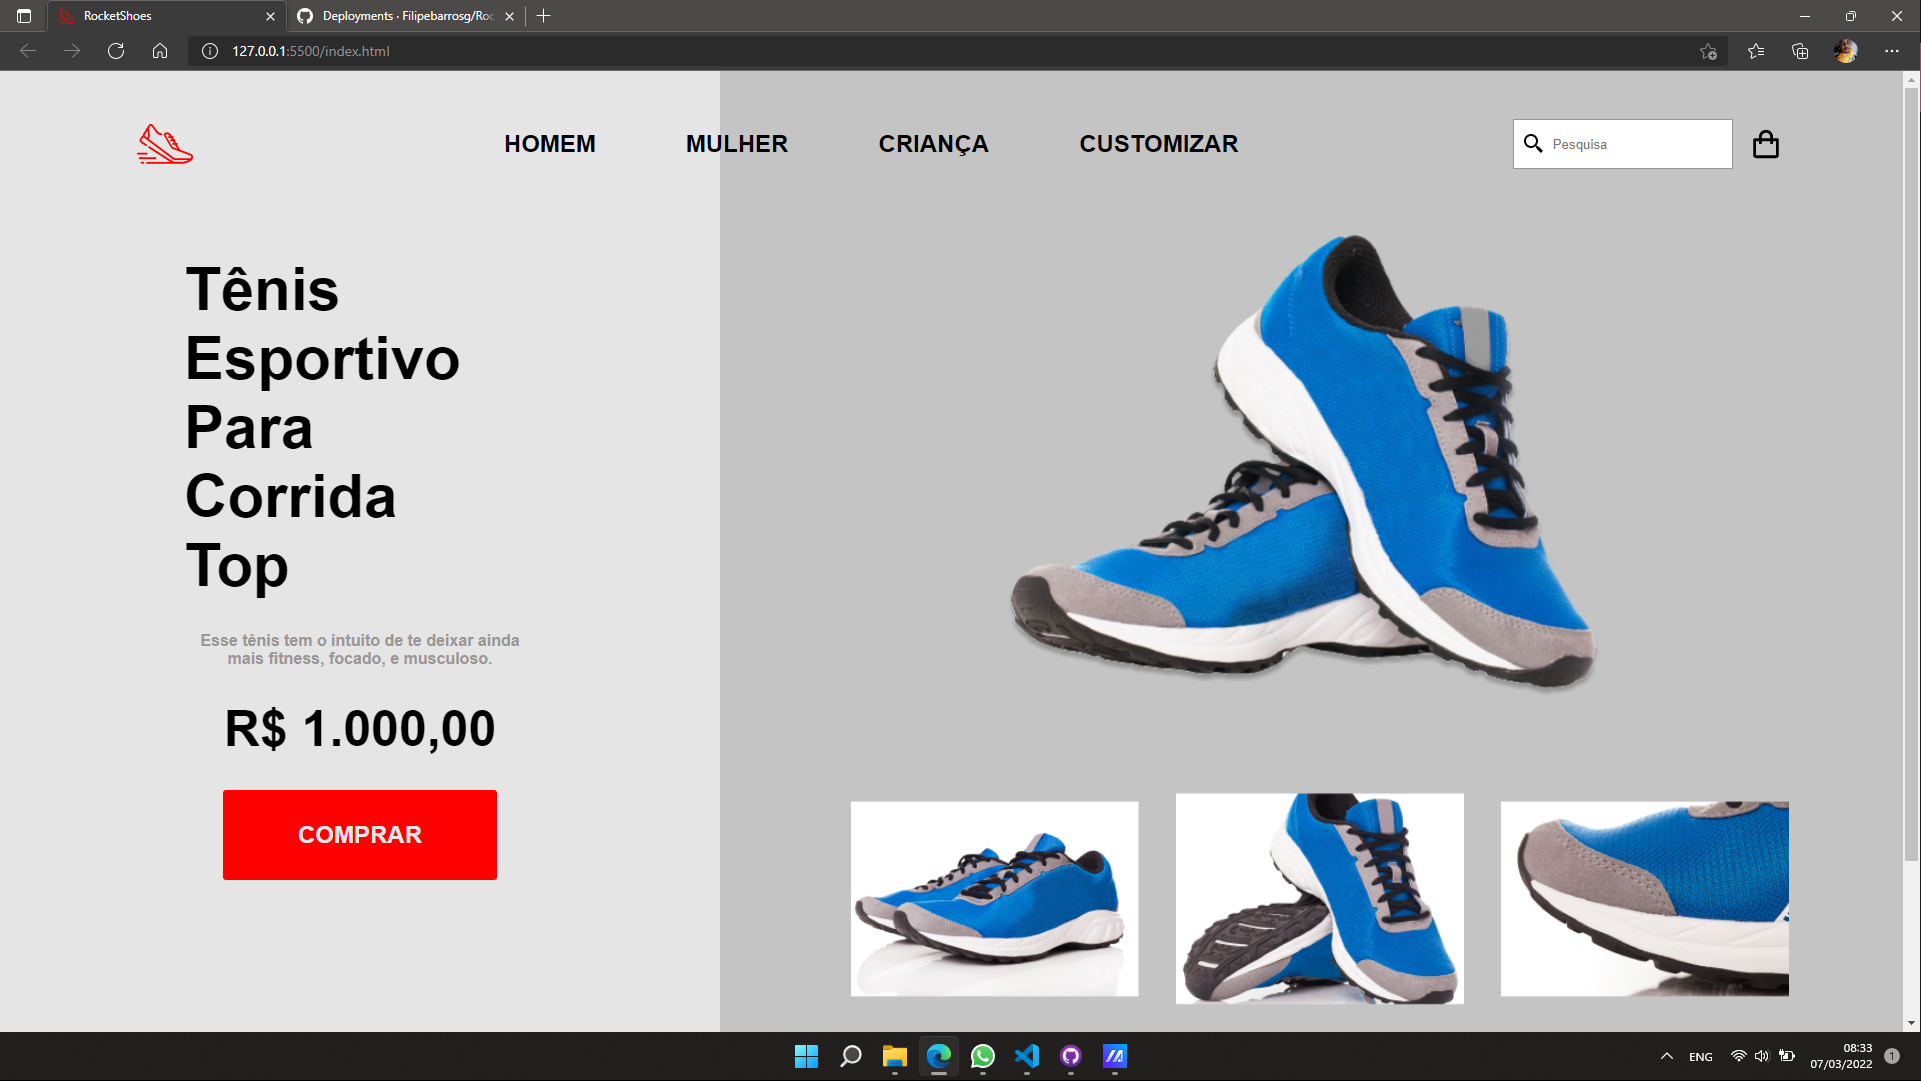 RocketShoes
Deployments · Filipebarrosg/Roc
127.0.0.1:5500/index.html
HOMEM MULHER CRIANÇA CUSTOMIZAR
Pesquisa
Tênis
Esportivo
Para
Corrida
Top
Esse tênis tem o intuito de te deixar ainda
mais fitness, focado, e musculoso.
R$ 1.000,00
COMPRAR
ENG
08:33
07/03/2022
1